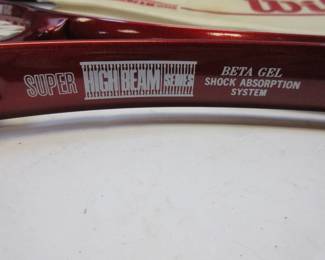 SUPER HIGH BEAM SERIES
BETA GEL
SHOCK ABSORPTION
SYSTEM